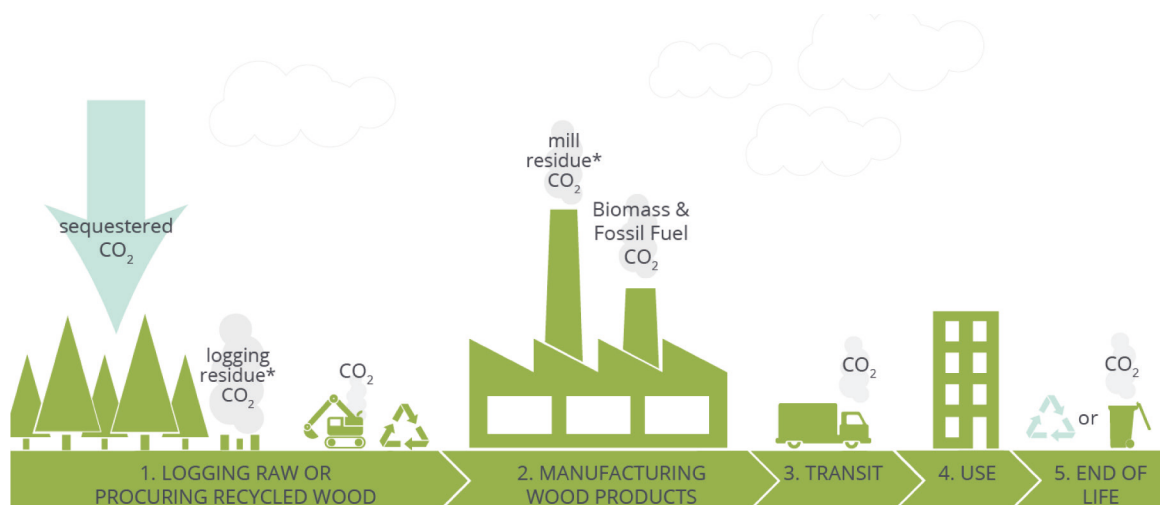 sequestered
CO₂
logging
residue*
CO₂
CO₂
mill
residue*
CO₂
Biomass &
Fossil Fuel
CO₂
CO₂
CO₂
or
1. LOGGING RAW OR
PROCURING RECYCLED WOOD
2. MANUFACTURING
WOOD PRODUCTS
3. TRANSIT
4. USE
5. END OF
LIFE